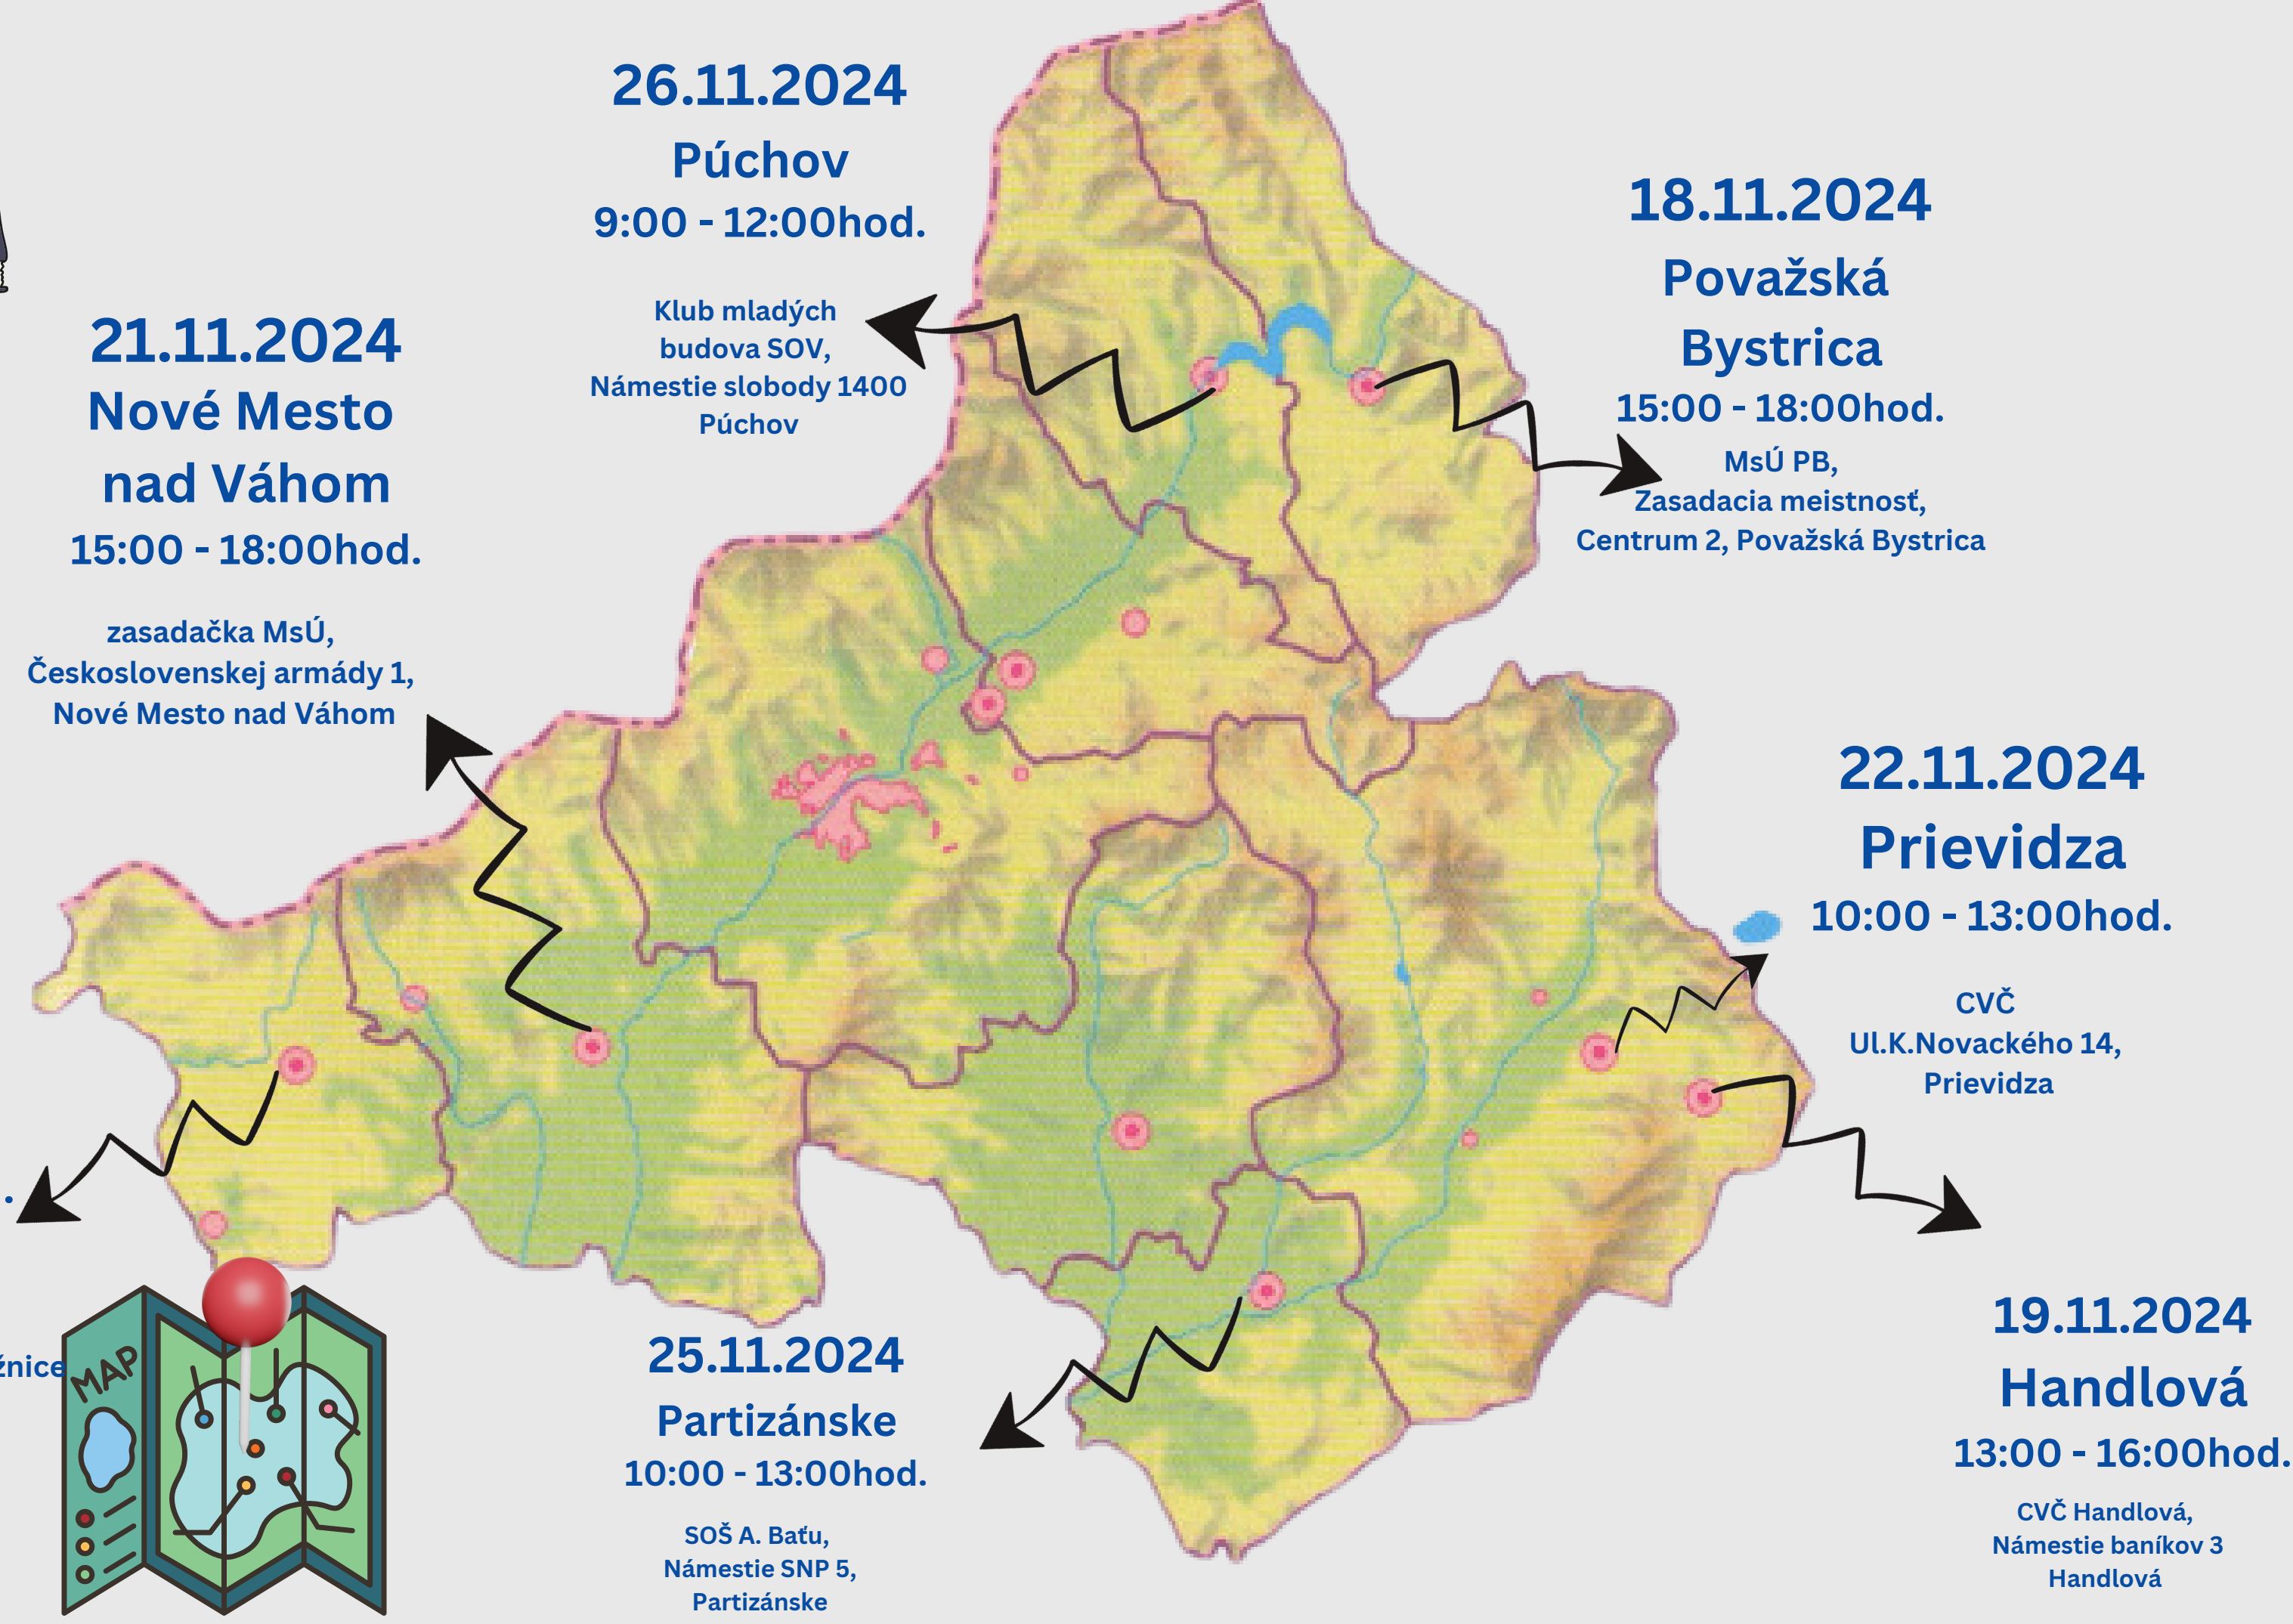 26.11.2024
Púchov
9:00 - 12:00hod.
Klub mladých
budova SOV,
Námestie slobody 1400
Púchov
18.11.2024
Považská
Bystrica
15:00 - 18:00hod.
MsÚ PB,
Zasadacia meistnosť,
Centrum 2, Považská Bystrica
21.11.2024
Nové Mesto
nad Váhom
15:00 - 18:00hod.
zasadačka MsÚ,
Československej armády 1,
Nové Mesto nad Váhom
22.11.2024
Prievidza
10:00 - 13:00hod.
CVČ
Ul.K.Novackého 14,
Prievidza
.
žnice
MAP
25.11.2024
Partizánske
10:00 - 13:00hod.
SOŠ A. Baťu,
Námestie SNP 5,
Partizánske
19.11.2024
Handlová
13:00 - 16:00hod.
CVČ Handlová,
Námestie baníkov 3
Handlová